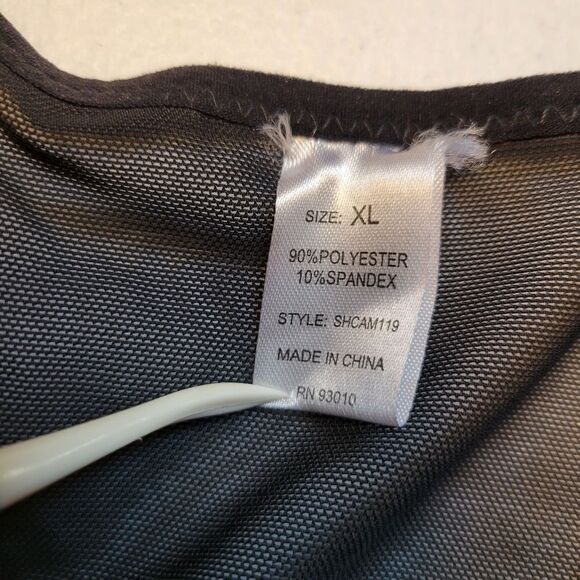 SIZE: XL
90%POLYESTER
10%SPANDEX
STYLE: SHCAM119
MADE IN CHINA
RN 93010